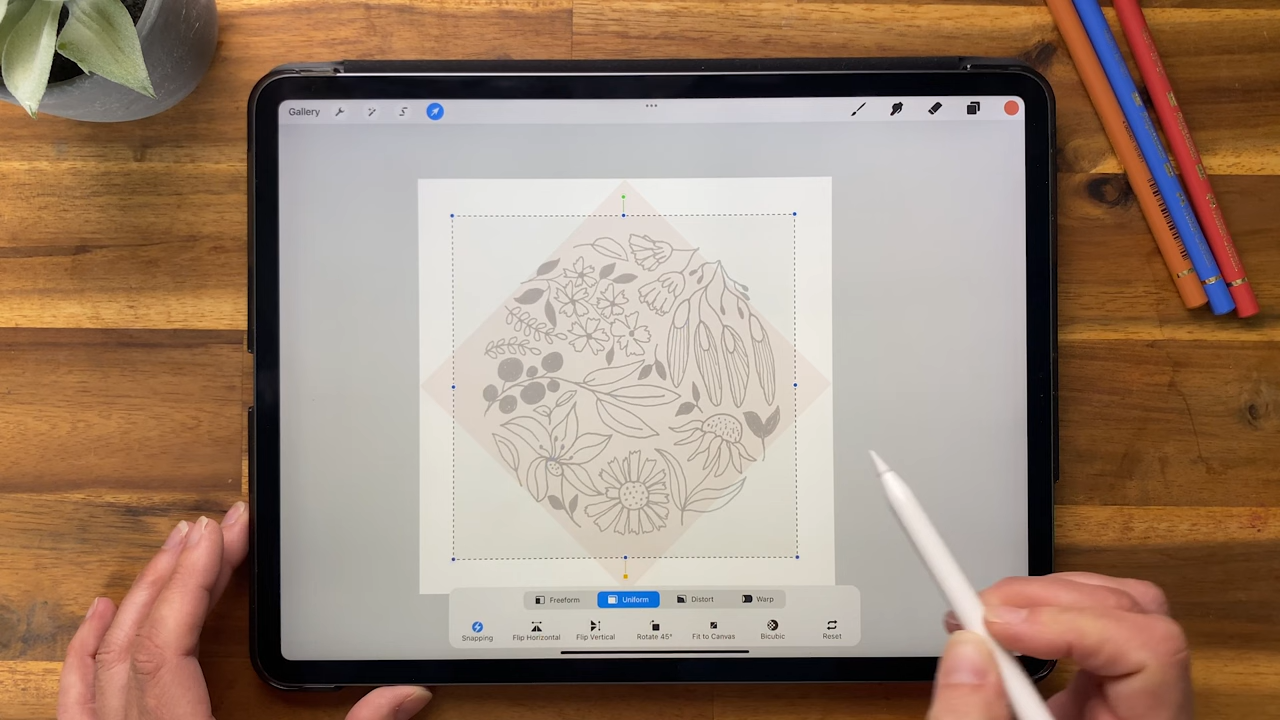 Gallery
Freeform Uniform Distort Warp
Snapping Flip Horizontal Flip Vertical Rotate 45° Fit to Canvas Bicubic Reset